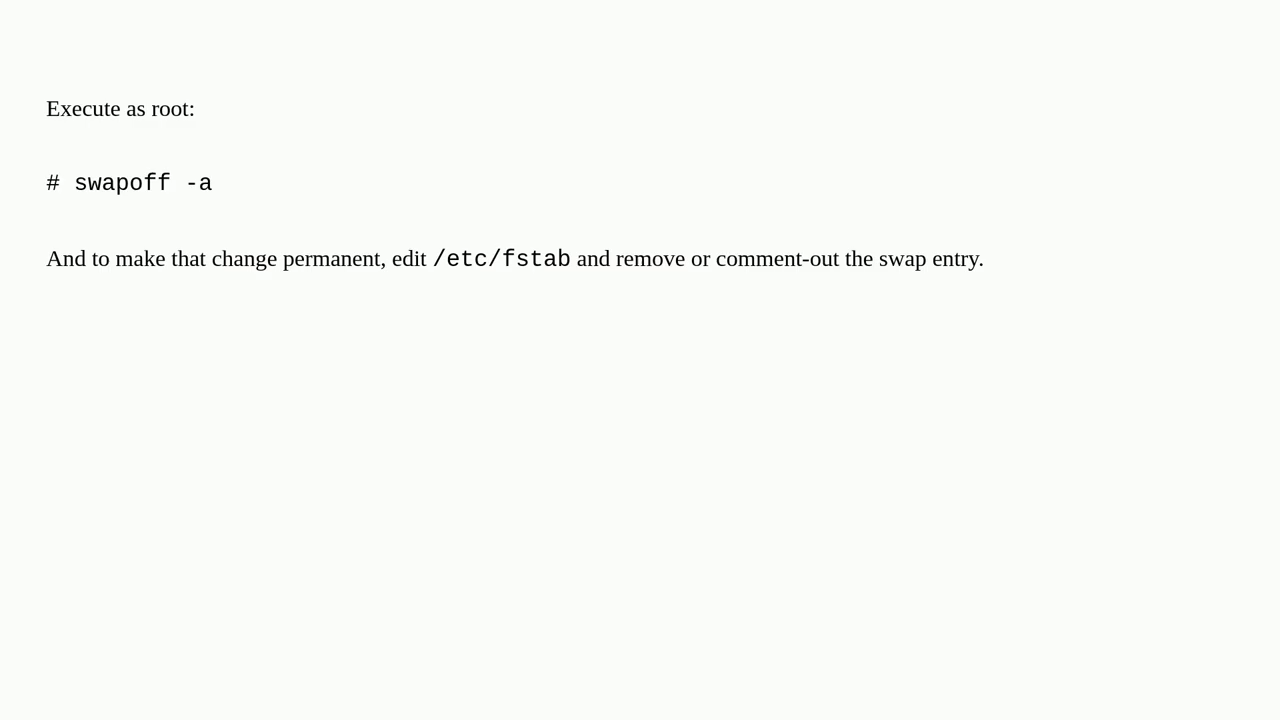 Execute as root:
# swapoff -a
And to make that change permanent, edit /etc/fstab and remove or comment-out the swap entry.